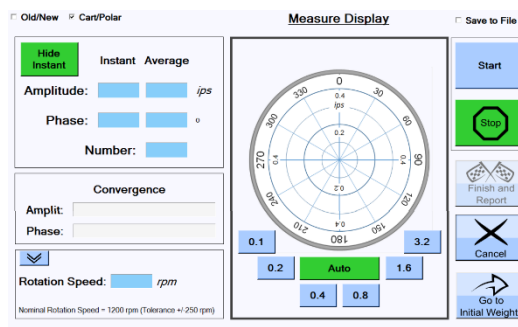 Old/New
Cart/Polar
Measure Display
Save to File
Hide
Instant
Instant Average
Amplitude:
ips
Phase:
o
Number:
Convergence
Amplit:
Phase:
Rotation Speed:
rpm
Nominal Rotation Speed = 1200 rpm (Tolerance +/-250 rpm)
0
30
60
90
120
150
180
210
240
270
300
330
0.4
ips
0.2
0.4
0.2
0.4
0.4
0.1
3.2
0.2
Auto
1.6
0.4
0.8
Start
Stop
Finish and
Report
Cancel
Go to
Initial Weight